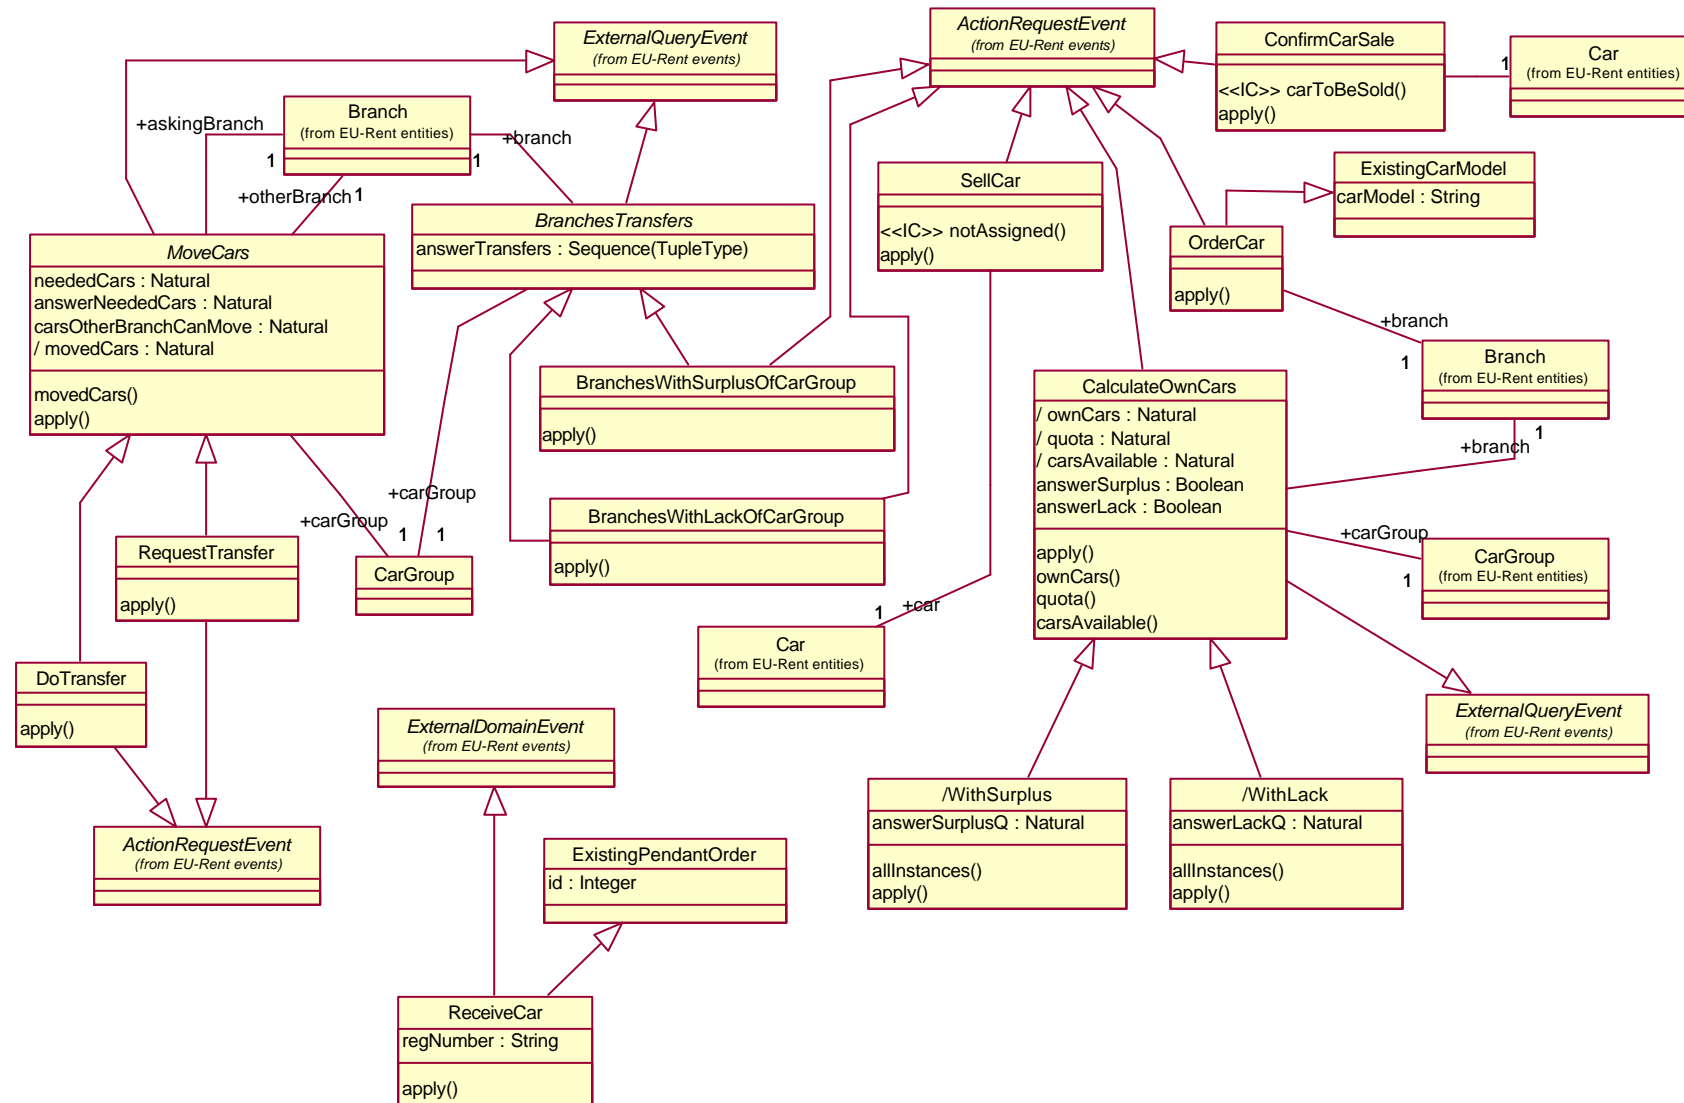 ExternalQueryEvent
(from EU-Rent events)
ActionRequestEvent
(from EU-Rent events)
ConfirmCarSale
<<IC>> carToBeSold()
apply()
1
Car
(from EU-Rent entities)
+askingBranch
Branch
(from EU-Rent entities)
1
1
+branch
+otherBranch
1
SellCar
<<IC>> notAssigned()
apply()
ExistingCarModel
carModel : String
BranchesTransfers
answerTransfers : Sequence(TupleType)
OrderCar
apply()
MoveCars
neededCars : Natural
answerNeededCars : Natural
carsOtherBranchCanMove : Natural
/ movedCars : Natural
movedCars()
apply()
+branch
1
Branch
(from EU-Rent entities)
1
+branch
BranchesWithSurplusOfCarGroup
apply()
CalculateOwnCars
/ ownCars : Natural
/ quota : Natural
/ carsAvailable : Natural
answerSurplus : Boolean
answerLack : Boolean
apply()
ownCars()
quota()
carsAvailable()
+carGroup
1
+carGroup
1
BranchesWithLackOfCarGroup
apply()
RequestTransfer
apply()
CarGroup
+carGroup
1
CarGroup
(from EU-Rent entities)
1
+car
Car
(from EU-Rent entities)
DoTransfer
apply()
ExternalDomainEvent
(from EU-Rent events)
ExternalQueryEvent
(from EU-Rent events)
/WithSurplus
answerSurplusQ : Natural
allInstances()
apply()
/WithLack
answerLackQ : Natural
allInstances()
apply()
ActionRequestEvent
(from EU-Rent events)
ExistingPendantOrder
id : Integer
ReceiveCar
regNumber : String
apply()